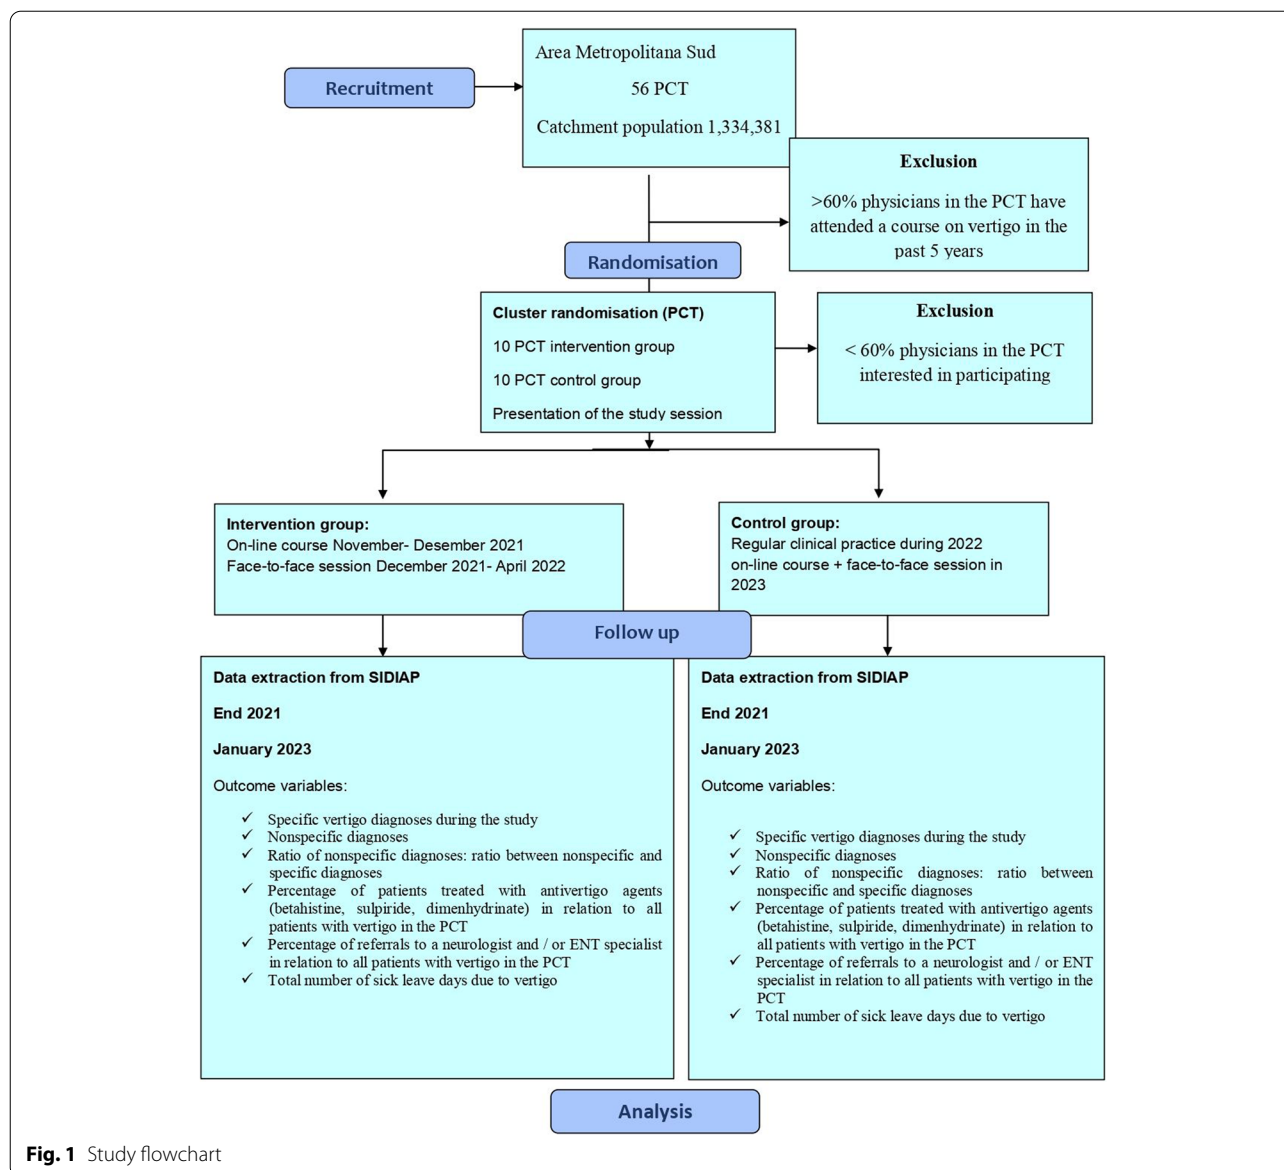 Recruitment
Area Metropolitana Sud
56 PCT
Catchment population 1,334,381
Exclusion
>60% physicians in the PCT have
attended a course on vertigo in the
past 5 years
Randomisation
Cluster randomisation (PCT)
10 PCT intervention group
10 PCT control group
Presentation of the study session
Exclusion
< 60% physicians in the PCT
interested in participating
Intervention group:
On-line course November- Desember 2021
Face-to-face session December 2021- April 2022
Control group:
Regular clinical practice during 2022
on-line course + face-to-face session in
2023
Follow up
Data extraction from SIDIAP
End 2021
January 2023
Outcome variables:
✓ Specific vertigo diagnoses during the study
✓ Nonspecific diagnoses
✓ Ratio of nonspecific diagnoses: ratio between nonspecific and
specific diagnoses
✓ Percentage of patients treated with antivertigo agents
(betahistine, sulpiride, dimenhydrinate) in relation to all
patients with vertigo in the PCT
✓ Percentage of referrals to a neurologist and / or ENT specialist
in relation to all patients with vertigo in the PCT
✓ Total number of sick leave days due to vertigo
Data extraction from SIDIAP
End 2021
January 2023
Outcome variables:
✓ Specific vertigo diagnoses during the study
✓ Nonspecific diagnoses
✓ Ratio of nonspecific diagnoses: ratio between
nonspecific and specific diagnoses
✓ Percentage of patients treated with antivertigo agents
(betahistine, sulpiride, dimenhydrinate) in relation to
all patients with vertigo in the PCT
✓ Percentage of referrals to a neurologist and / or ENT
specialist in relation to all patients with vertigo in the
PCT
✓ Total number of sick leave days due to vertigo
Analysis
Fig. 1 Study flowchart